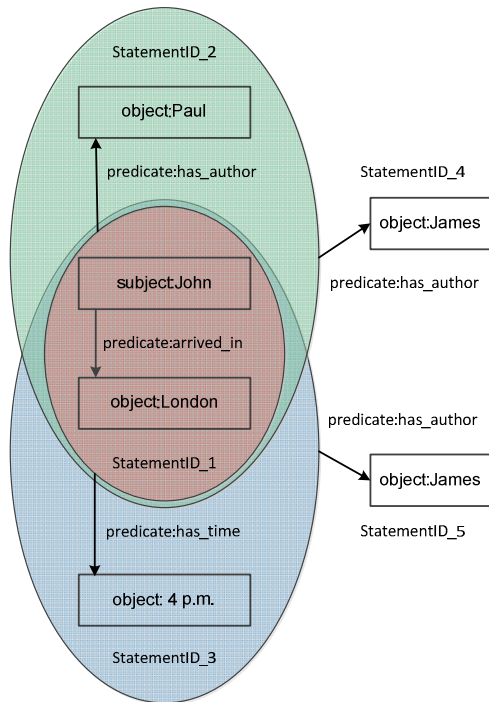 StatementID_2
object:Paul
predicate:has_author
StatementID_4
object:James
predicate:has_author
subject:John
predicate:arrived_in
object:London
StatementID_1
predicate:has_author
object:James
StatementID_5
predicate:has_time
object: 4 p.m.
StatementID_3